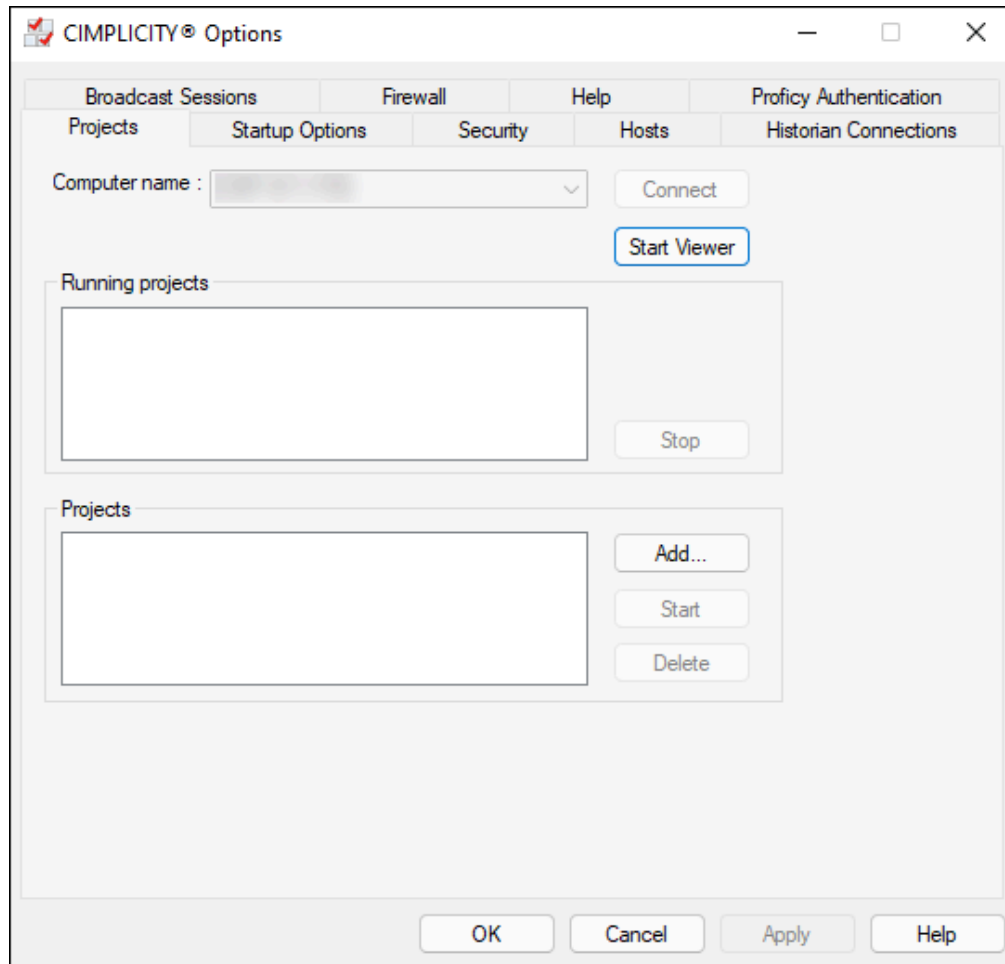 CIMPLICITY® Options
Broadcast Sessions Firewall Help Proficy Authentication
Projects Startup Options Security Hosts Historian Connections
Computer name : Connect
Start Viewer
Running projects
Stop
Projects
Add...
Start
Delete
OK Cancel Apply Help